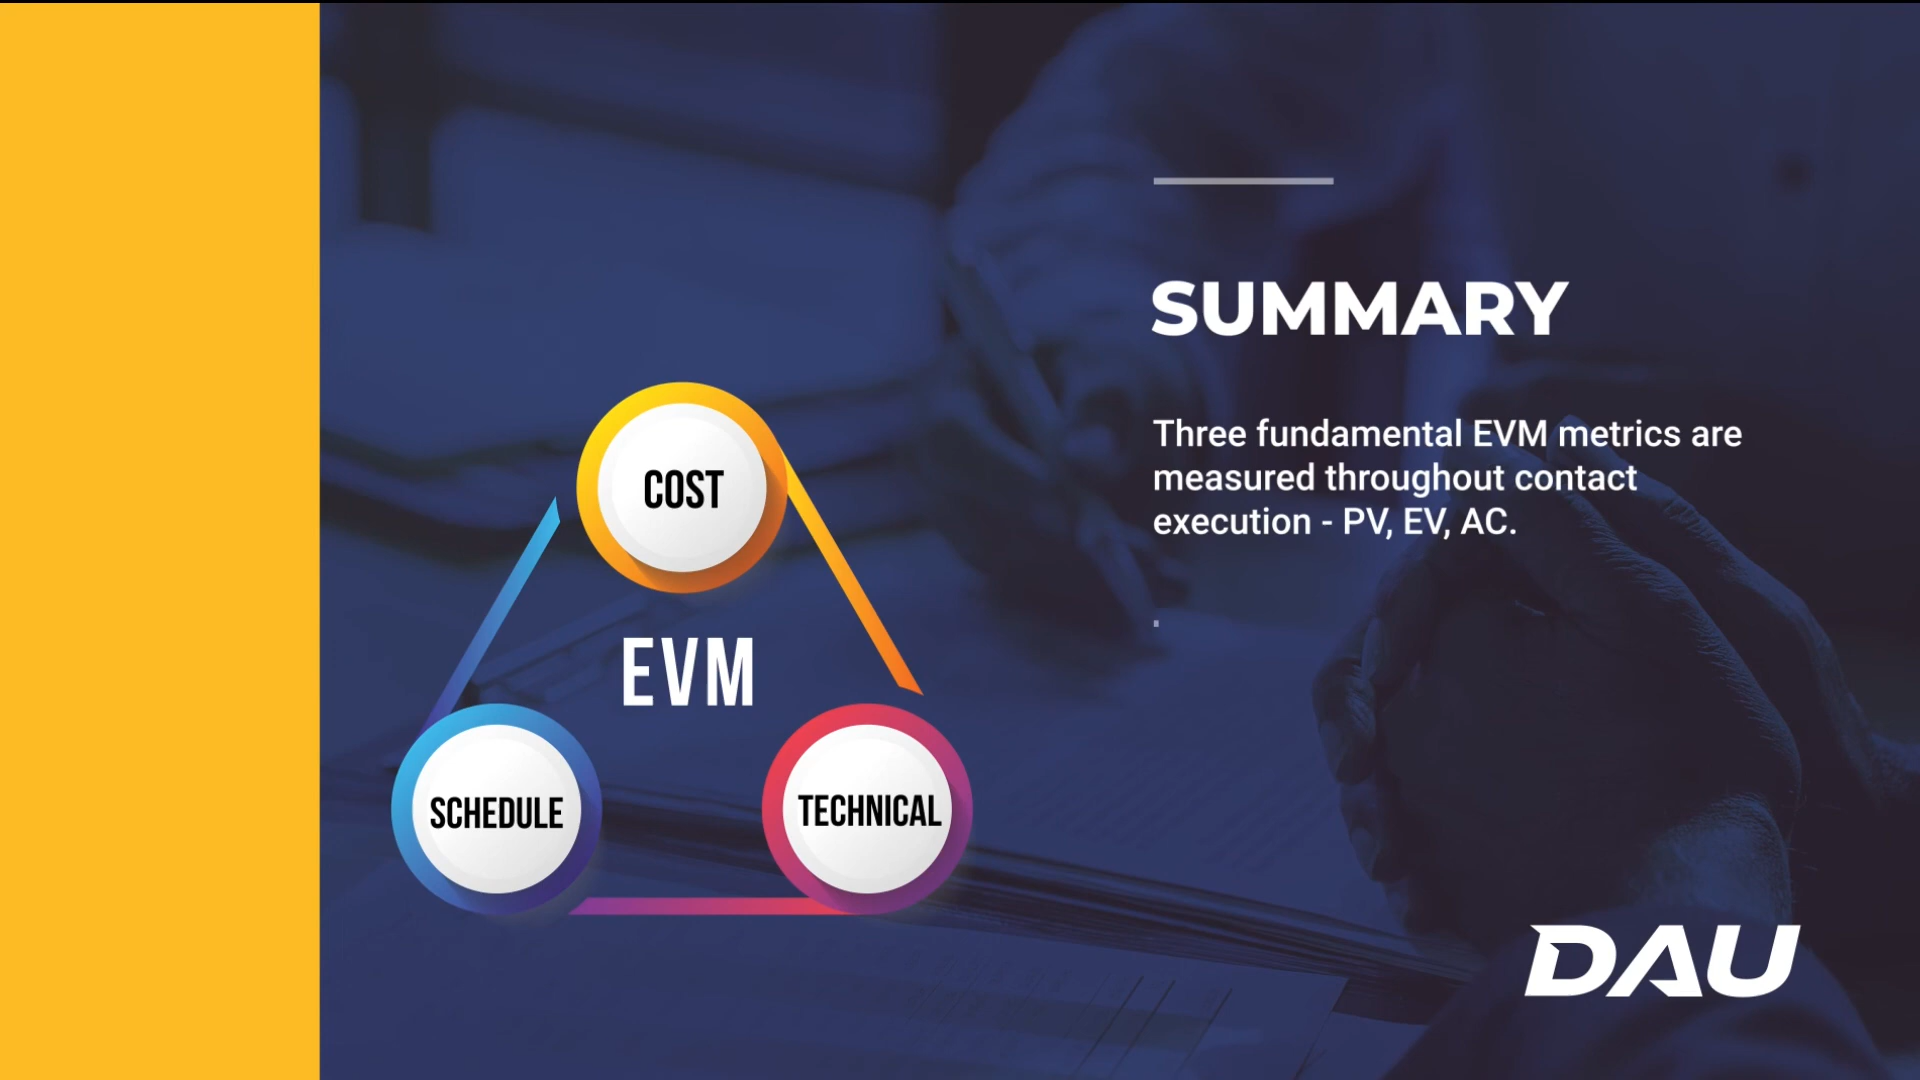 SUMMARY
Three fundamental EVM metrics are
measured throughout contact
execution - PV, EV, AC.
.
COST
EVM
SCHEDULE
TECHNICAL
DAU